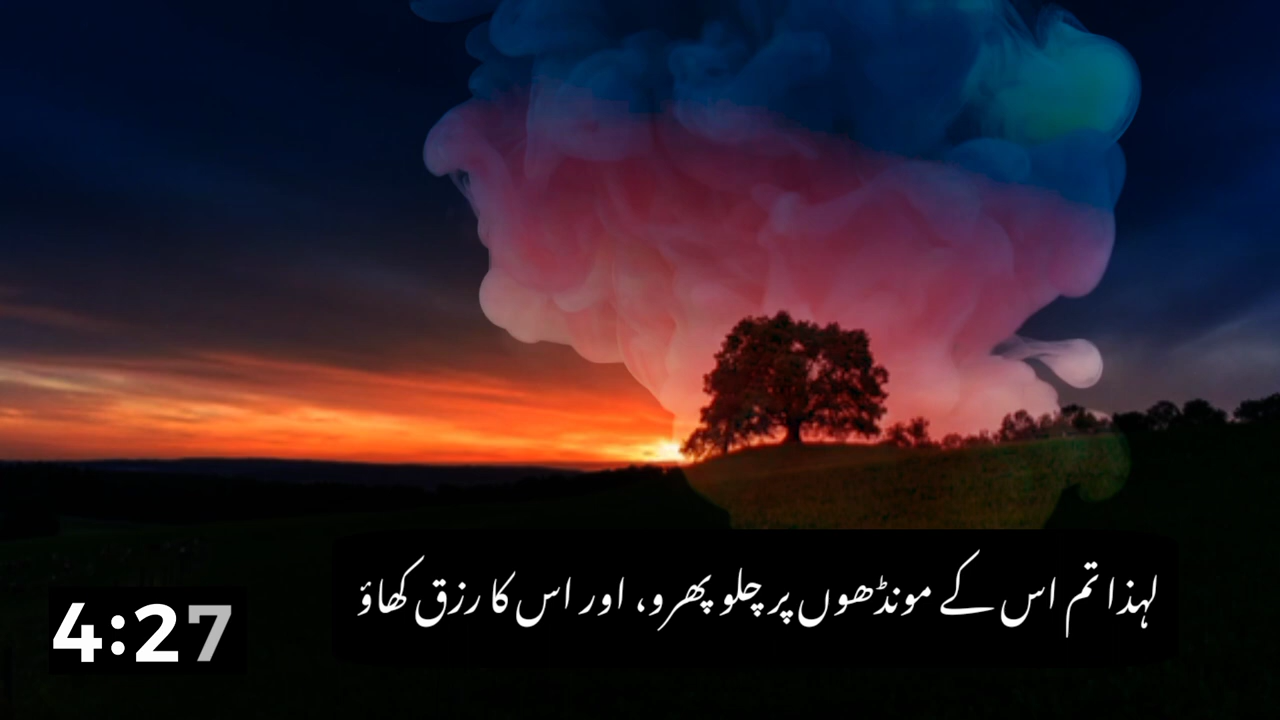 لہذا تم اس کے مونڈھوں پر چلو پھرو، اور اس کا رزق کھاؤ
4:27